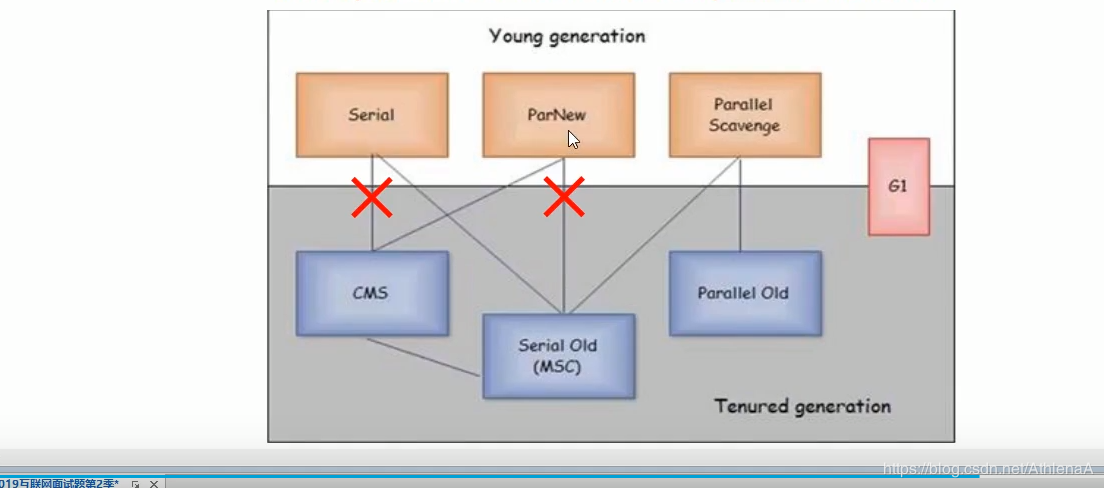 Young generation
Serial
ParNew
Parallel
Scavenge
G1
CMS
Parallel Old
Serial Old
(MSC)
Tenured generation
https://blog.csdn.net/AthlenaA
019互联网面试题第2季*